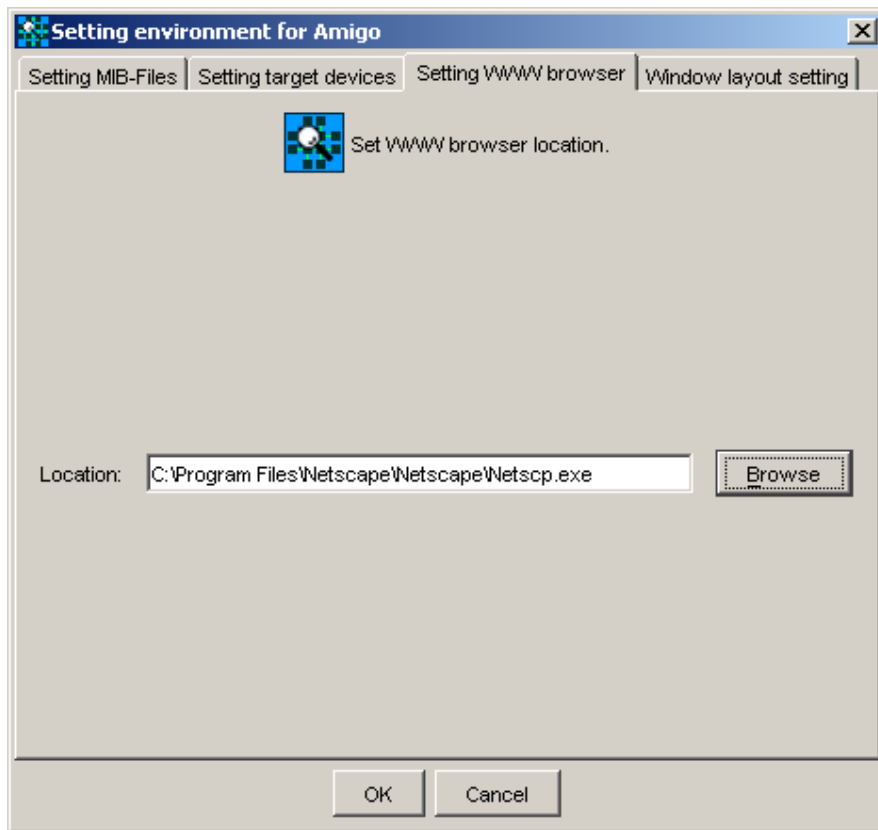 Setting environment for Amigo
Setting MIB-Files Setting target devices Setting WWW browser Window layout setting
Set WWW browser location.
Location: C:\Program Files\Netscape\Netscape\Netscp.exe Browse
OK Cancel